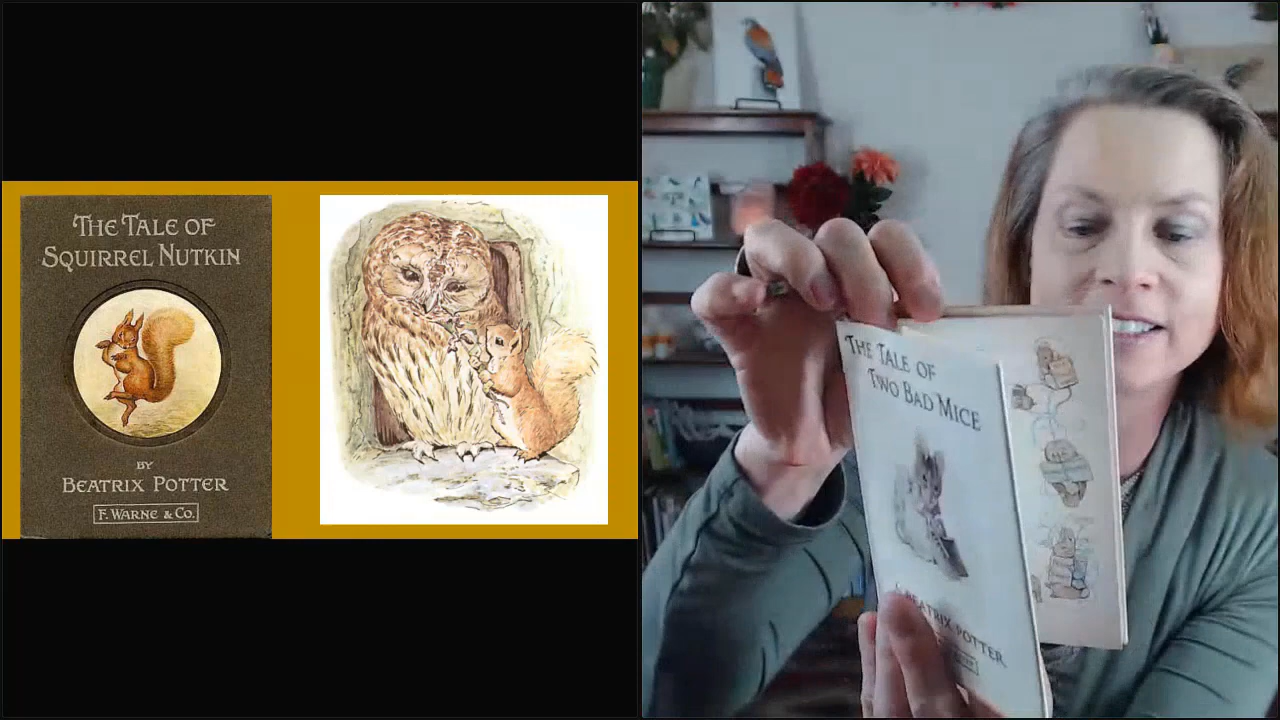 THE TALE OF
SQUIRREL NUTKIN
BY
BEATRIX POTTER
F. WARNE & CO.
THE TALE OF
TWO BAD MICE
BEATRIX POTTER